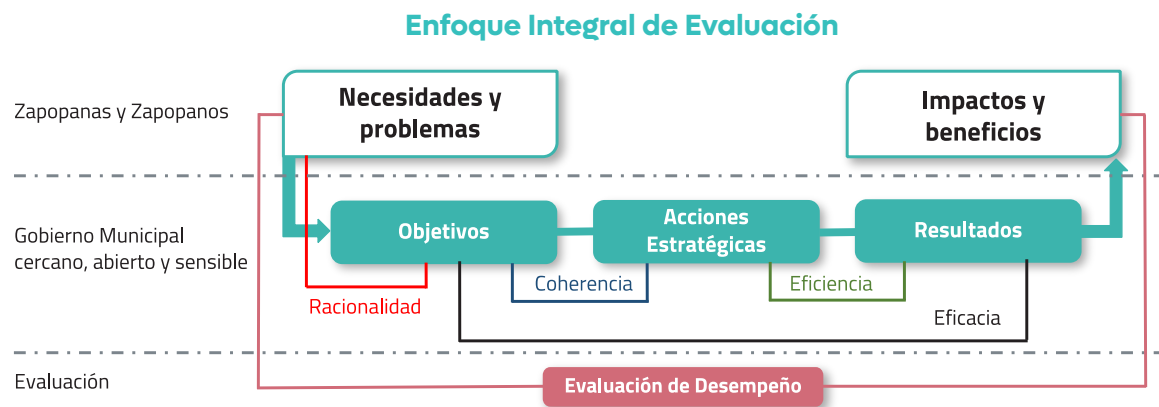 Enfoque Integral de Evaluación
Zapopanas y Zapopanos
Necesidades y
problemas
Impactos y
beneficios
Gobierno Municipal
cercano, abierto y sensible
Objetivos
Acciones
Estratégicas
Resultados
Racionalidad
Coherencia
Eficiencia
Eficacia
Evaluación
Evaluación de Desempeño